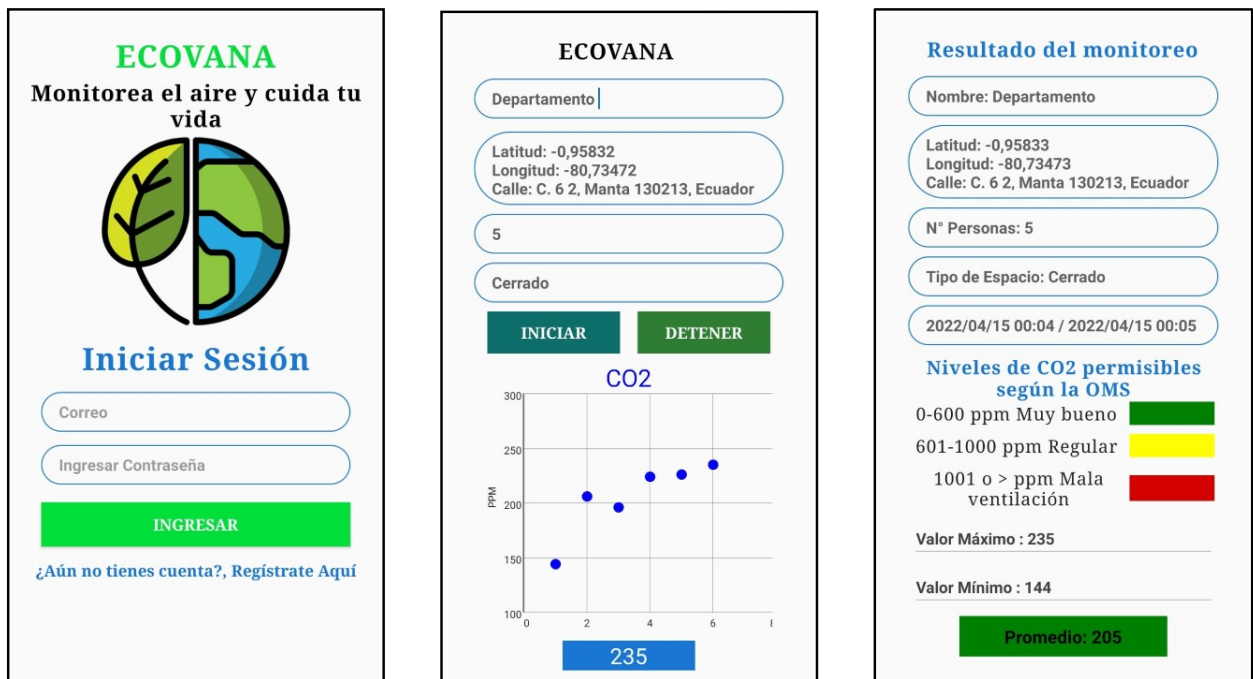 ECOVANA
Monitorea el aire y cuida tu
vida
Iniciar Sesión
Correo
Ingresar Contraseña
INGRESAR
¿Aún no tienes cuenta?, Regístrate Aquí
ECOVANA
Departamento
Latitud: -0,95832
Longitud: -80,73472
Calle: C. 6 2, Manta 130213, Ecuador
5
Cerrado
INICIAR DETENER
CO2
300
250
PPM
200
150
100
0 2 4 6
235
Resultado del monitoreo
Nombre: Departamento
Latitud: -0,95833
Longitud: -80,73473
Calle: C. 6 2, Manta 130213, Ecuador
N° Personas: 5
Tipo de Espacio: Cerrado
2022/04/15 00:04 / 2022/04/15 00:05
Niveles de CO2 permisibles
según la OMS
0-600 ppm Muy bueno
601-1000 ppm Regular
1001 o > ppm Mala
ventilación
Valor Máximo : 235
Valor Mínimo : 144
Promedio: 205